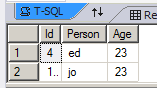 T-SQL Re
Id Person Age
1 4 ed 23
2 1.. jo 23